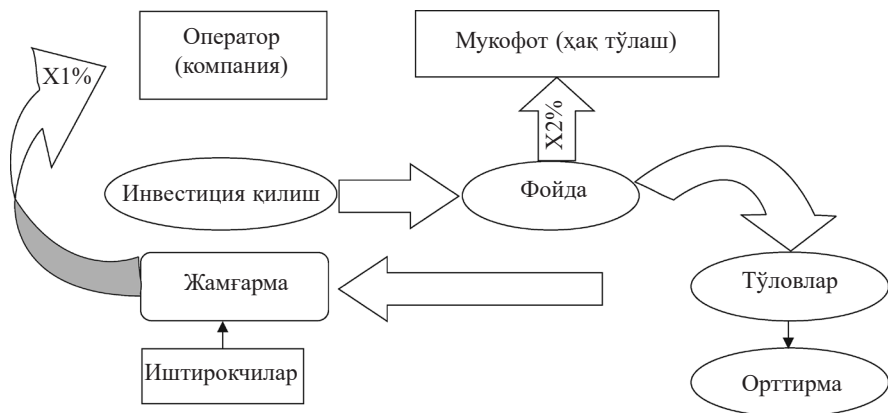 Оператор
(компания)
Мукофот (ҳақ тўлаш)
X1%
X2%
Инвестиция қилиш
Фойда
Жамғарма
Тўловлар
Иштирокчилар
Орттирма